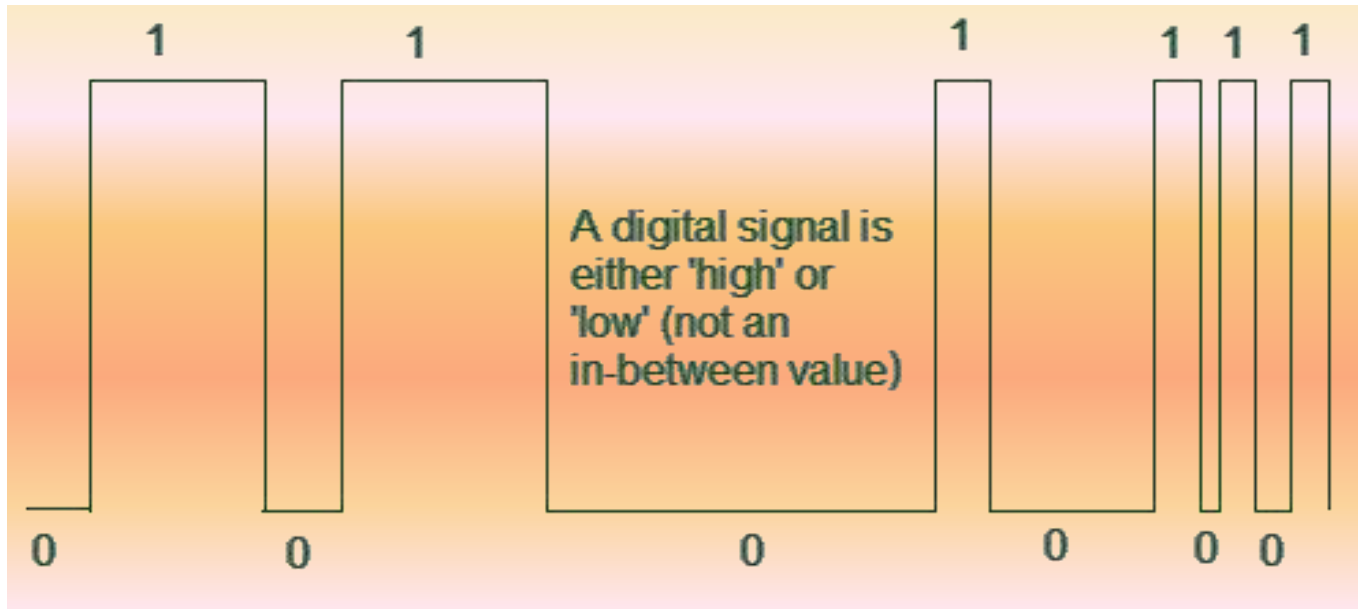 1 1 1 1 1 1
A digital signal is
either 'high' or
'low' (not an
in-between value)
0 0 0 0 0 0